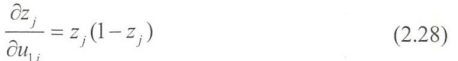 ∂z_j/∂u_{1j} = z_j(1 − z_j) (2.28)